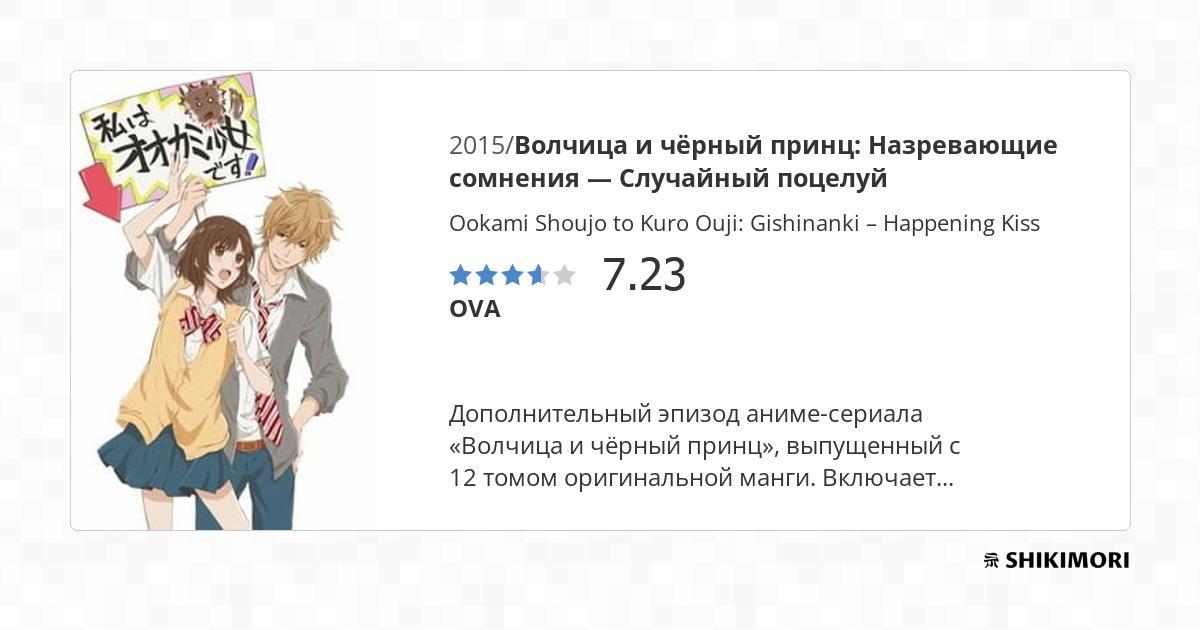 私は
オオカミ少女
です!
2015/Волчица и чёрный принц: Назревающие
сомнения — Случайный поцелуй
Ookami Shoujo to Kuro Ouji: Gishinanki – Happening Kiss
7.23
OVA
Дополнительный эпизод аниме-сериала
«Волчица и чёрный принц», выпущенный с
12 томом оригинальной манги. Включает...
SHIKIMORI